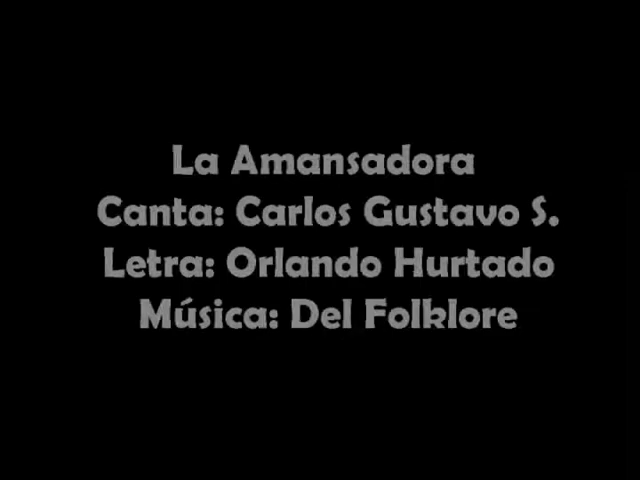 La Amansadora
Canta: Carlos Gustavo S.
Letra: Orlando Hurtado
Música: Del Folklore